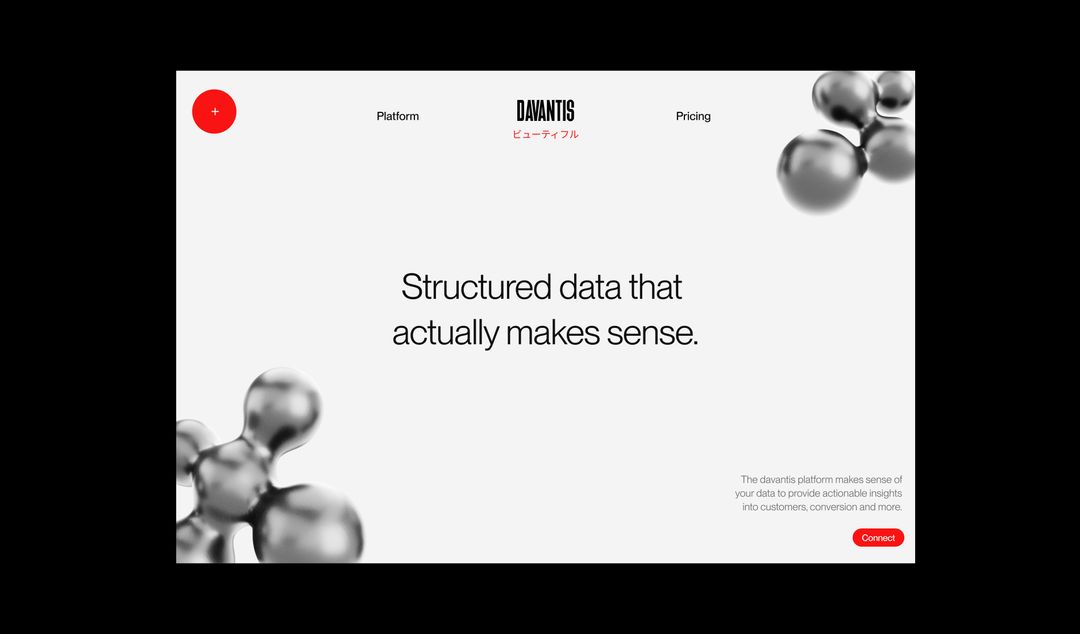 +
Platform
DAVANTIS
ビューティフル
Pricing
Structured data that
actually makes sense.
The davantis platform makes sense of
your data to provide actionable insights
into customers, conversion and more.
Connect